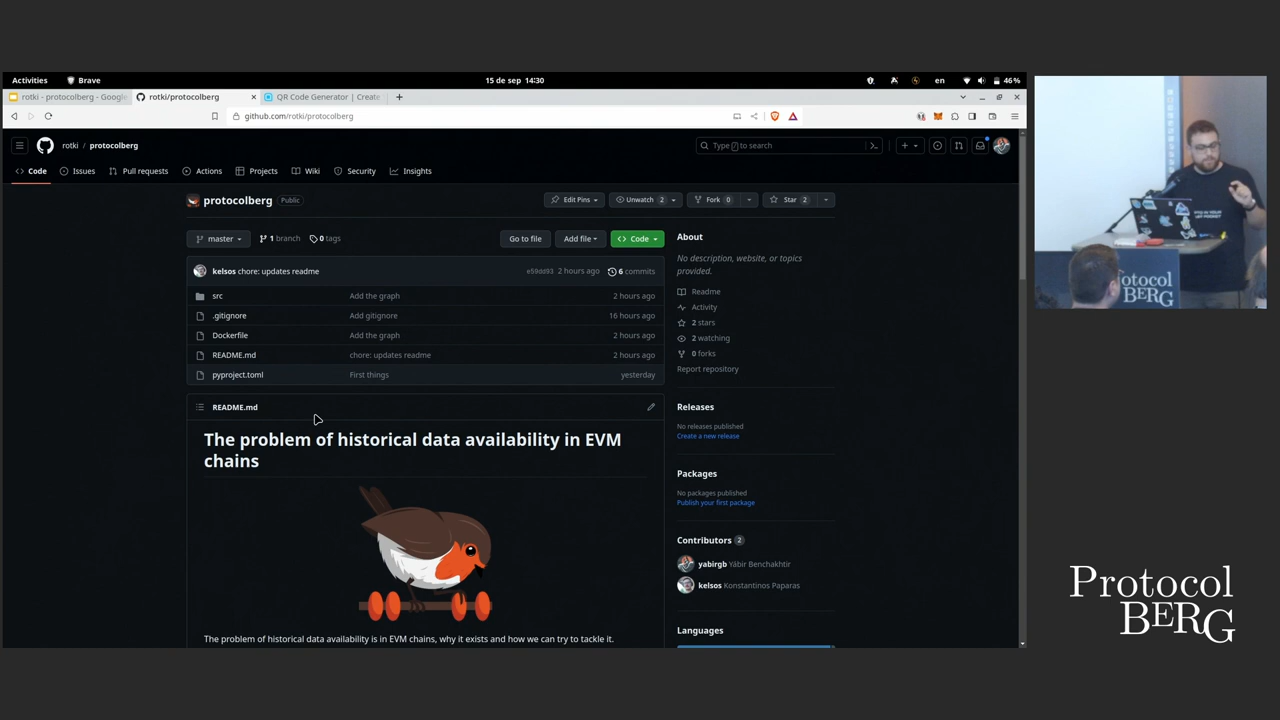 Activities
Brave
15 de sep 14:30
en
46%
rotki - protocolberg - Google
rotki/protocolberg
QR Code Generator | Create
github.com/rotki/protocolberg
rotki / protocolberg
Type / to search
Code
Issues
Pull requests
Actions
Projects
Wiki
Security
Insights
protocolberg
Public
Edit Pins
Unwatch 2
Fork 0
Star 2
master
1 branch
0 tags
Go to file
Add file
Code
kelsos chore: updates readme
e59dd93 2 hours ago
6 commits
src
Add the graph
2 hours ago
.gitignore
Add gitignore
16 hours ago
Dockerfile
Add the graph
2 hours ago
README.md
chore: updates readme
2 hours ago
pyproject.toml
First things
yesterday
README.md
The problem of historical data availability in EVM
chains
The problem of historical data availability is in EVM chains, why it exists and how we can try to tackle it.
About
No description, website, or topics
provided.
Readme
Activity
2 stars
2 watching
0 forks
Report repository
Releases
No releases published
Create a new release
Packages
No packages published
Publish your first package
Contributors 2
yabirgb Yábir Benchakhtir
kelsos Konstantinos Paparas
Languages
rotocol
BERG
Protocol
BERG